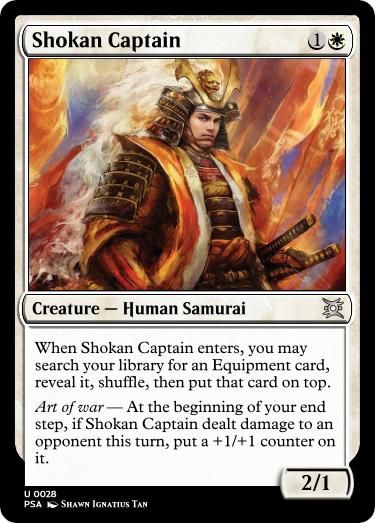 Shokan Captain 1
Creature — Human Samurai
When Shokan Captain enters, you may
search your library for an Equipment card,
reveal it, shuffle, then put that card on top.
Art of war — At the beginning of your end
step, if Shokan Captain dealt damage to an
opponent this turn, put a +1/+1 counter on
it.
2/1
U 0028
PSA Shawn Ignatius Tan